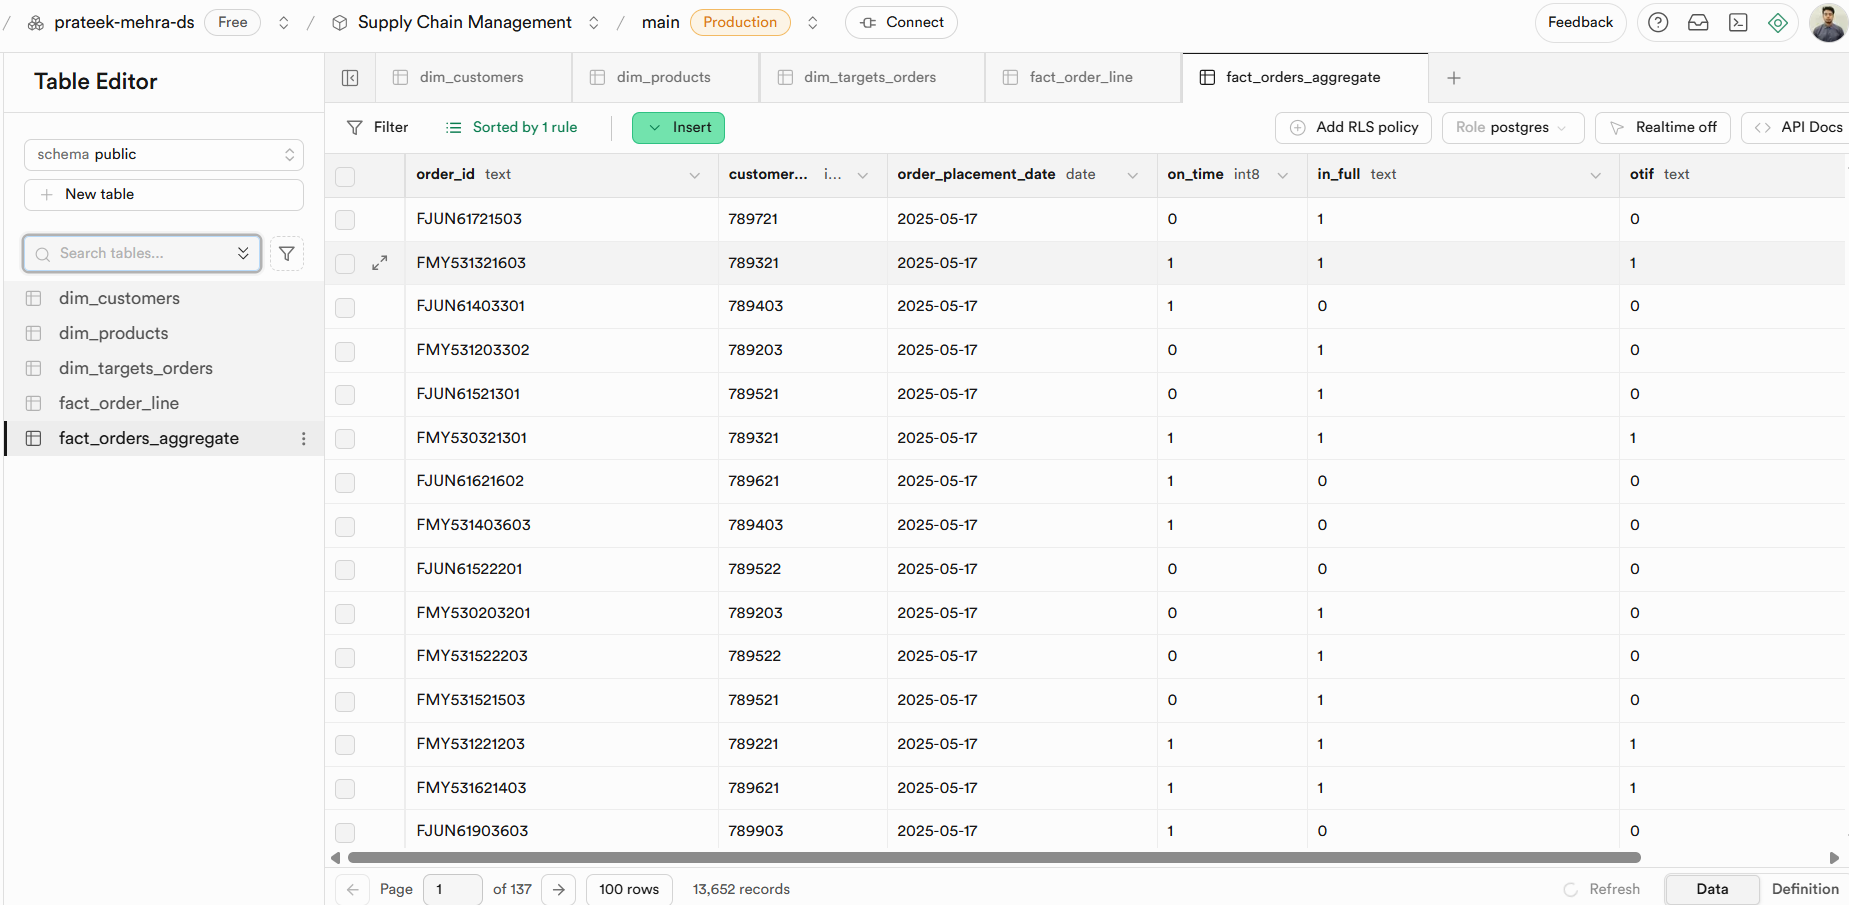 / prateek-mehra-ds Free / Supply Chain Management / main Production Connect Feedback
Table Editor
dim_customers dim_products dim_targets_orders fact_order_line fact_orders_aggregate
Filter Sorted by 1 rule Insert Add RLS policy Role postgres Realtime off API Docs
schema public
New table
Search tables...
dim_customers
dim_products
dim_targets_orders
fact_order_line
fact_orders_aggregate
order_id text customer... i... order_placement_date date on_time int8 in_full text otif text
FJUN61721503 789721 2025-05-17 0 1 0
FMY531321603 789321 2025-05-17 1 1 1
FJUN61403301 789403 2025-05-17 1 0 0
FMY531203302 789203 2025-05-17 0 1 0
FJUN61521301 789521 2025-05-17 0 1 0
FMY530321301 789321 2025-05-17 1 1 1
FJUN61621602 789621 2025-05-17 1 0 0
FMY531403603 789403 2025-05-17 1 0 0
FJUN61522201 789522 2025-05-17 0 0 0
FMY530203201 789203 2025-05-17 0 1 0
FMY531522203 789522 2025-05-17 0 1 0
FMY531521503 789521 2025-05-17 0 1 0
FMY531221203 789221 2025-05-17 1 1 1
FMY531621403 789621 2025-05-17 1 1 1
FJUN61903603 789903 2025-05-17 1 0 0
Page 1 of 137 100 rows 13,652 records Refresh Data Definition